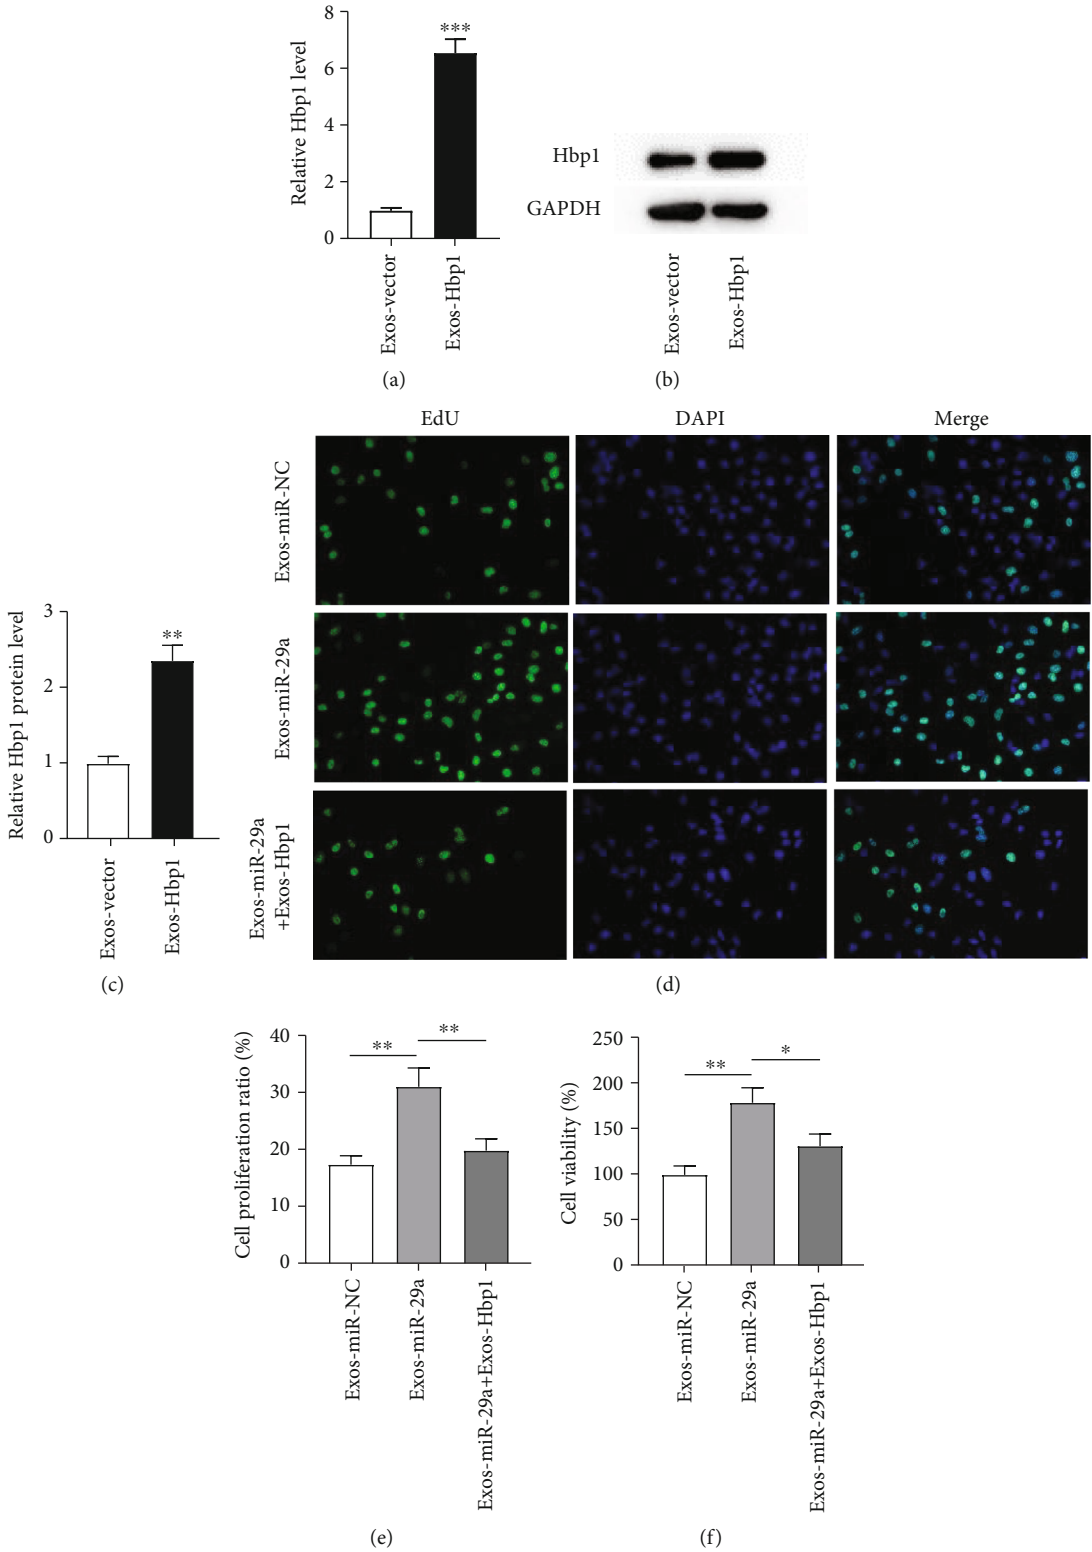 Relative Hbp1 level
8
6
4
2
0
***
Exos-vector
Exos-Hbp1
(a)
Hbp1
GAPDH
Exos-vector
Exos-Hbp1
(b)
Relative Hbp1 protein level
3
2
1
0
**
Exos-vector
Exos-Hbp1
(c)
EdU
DAPI
Merge
Exos-miR-NC
Exos-miR-29a
Exos-miR-29a
+Exos-Hbp1
(d)
Cell proliferation ratio (%)
40
30
20
10
0
**
**
Exos-miR-NC
Exos-miR-29a
Exos-miR-29a+Exos-Hbp1
(e)
Cell viability (%)
250
200
150
100
50
0
**
*
Exos-miR-NC
Exos-miR-29a
Exos-miR-29a+Exos-Hbp1
(f)